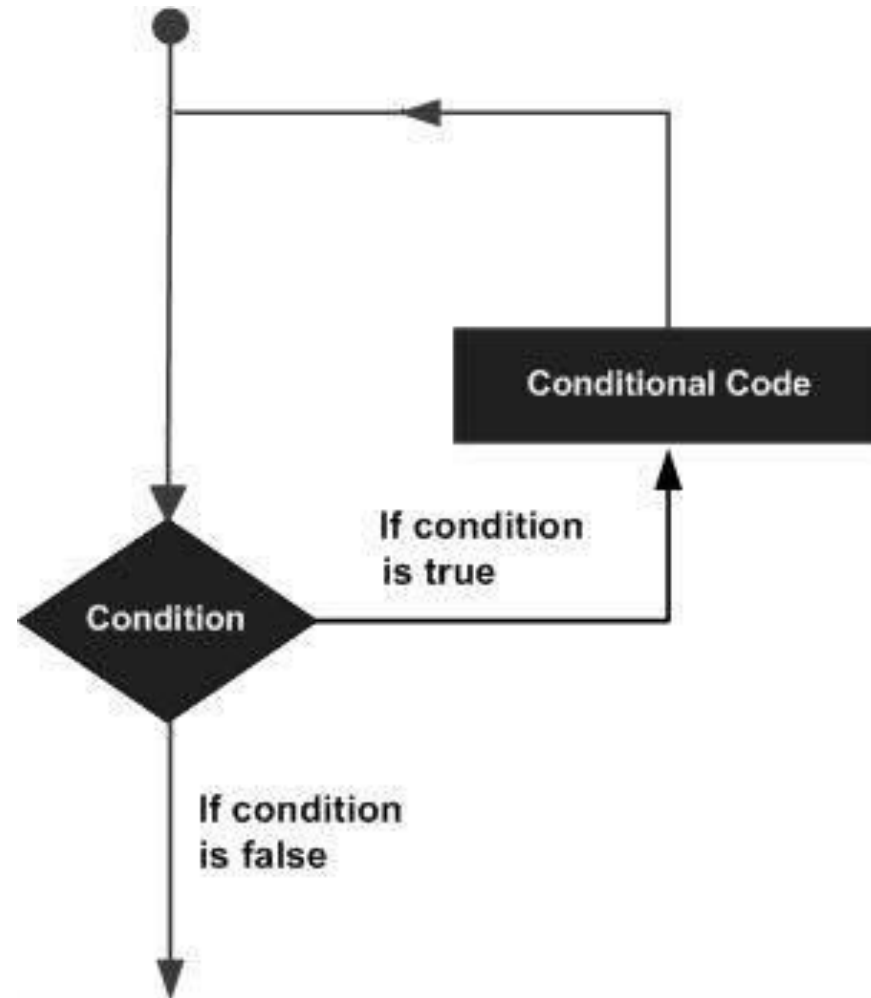 Conditional Code
If condition
is true
Condition
If condition
is false